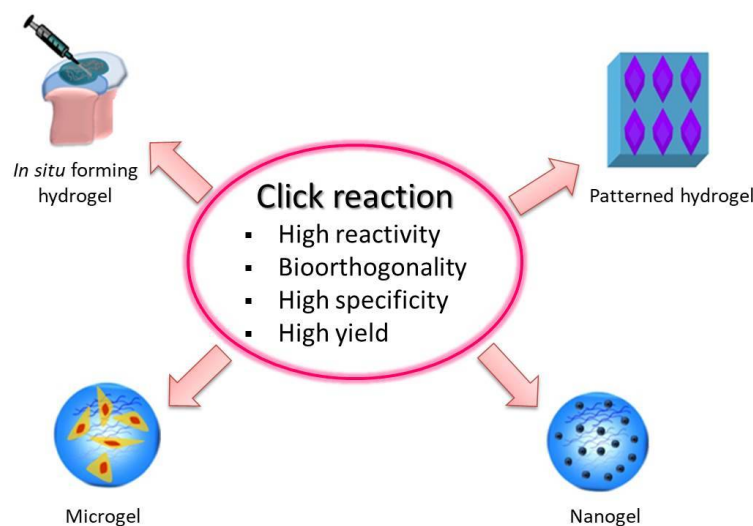 In situ forming
hydrogel
Patterned hydrogel
Click reaction
▪ High reactivity
▪ Bioorthogonality
▪ High specificity
▪ High yield
Microgel
Nanogel